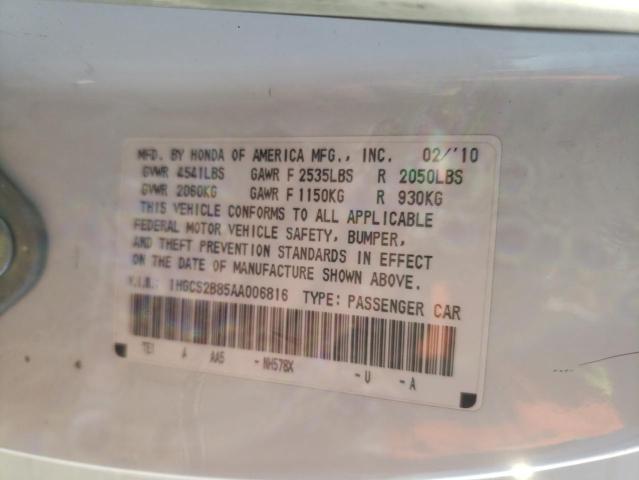 MFD. BY HONDA OF AMERICA MFG., INC. 02/'10
GVWR 4541LBS GAWR F 2535LBS R 2050LBS
GVWR 2060KG GAWR F 1150KG R 930KG
THIS VEHICLE CONFORMS TO ALL APPLICABLE
FEDERAL MOTOR VEHICLE SAFETY, BUMPER,
AND THEFT PREVENTION STANDARDS IN EFFECT
ON THE DATE OF MANUFACTURE SHOWN ABOVE.
V.I.N.: 1HGCS2B85AA006816 TYPE: PASSENGER CAR
TE1 A AA5 -NH578X -U -A